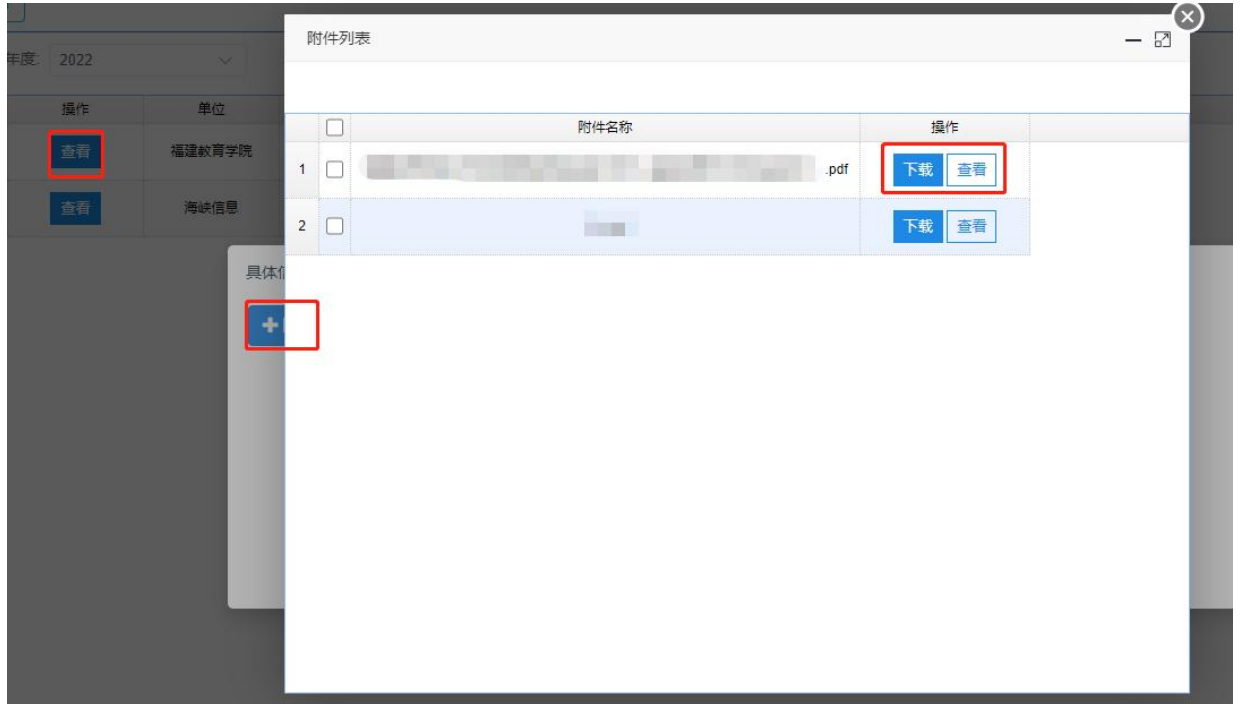 附件列表
年度: 2022
操作 单位
查看 福建教育学院
查看 海峡信息
附件名称 操作
1 .pdf 下载 查看
2 下载 查看
具体信